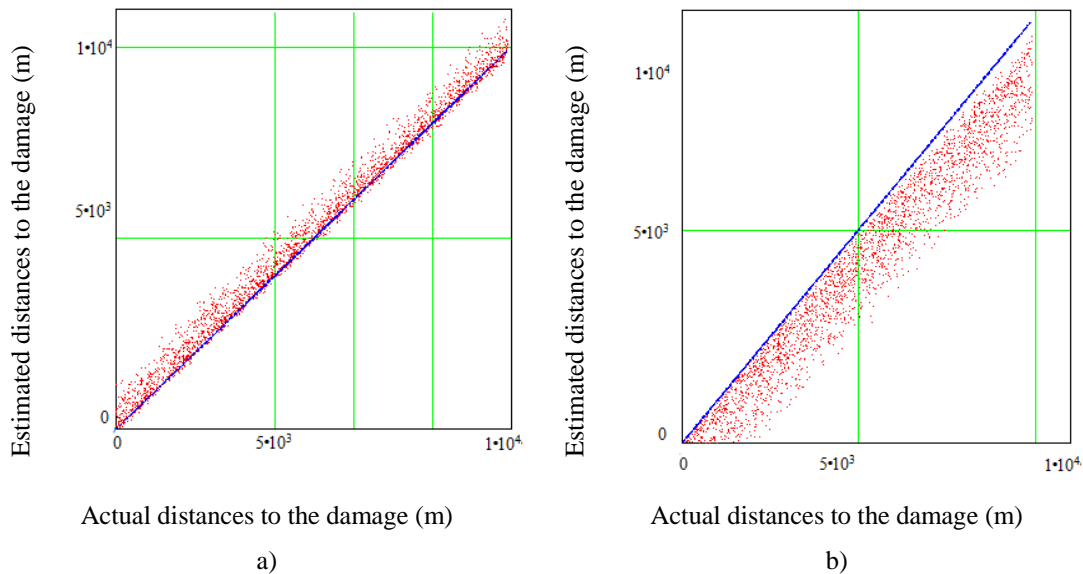 Estimated distances to the damage (m)
1•10⁴
5•10³
0
0
5•10³
1•10⁴.
Actual distances to the damage (m)
a)
Estimated distances to the damage (m)
1•10⁴
5•10³
0
0
5•10³
1•10⁴.
Actual distances to the damage (m)
b)